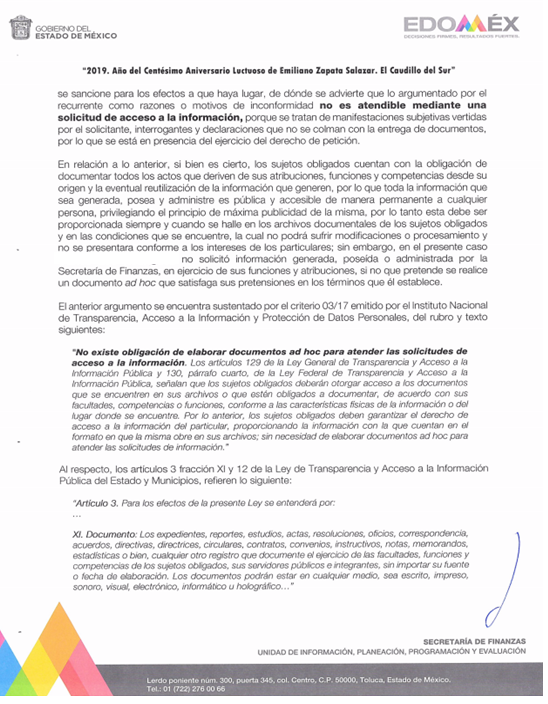 GOBIERNO DEL
ESTADO DE MÉXICO
EDOMÉX
DECISIONES FIRMES, RESULTADOS FUERTES.
"2019. Año del Centésimo Aniversario Luctuoso de Emiliano Zapata Salazar. El Caudillo del Sur"
se sancione para los efectos a que haya lugar, de dónde se advierte que lo argumentado por el
recurrente como razones o motivos de inconformidad no es atendible mediante una
solicitud de acceso a la información, porque se tratan de manifestaciones subjetivas vertidas
por el solicitante, interrogantes y declaraciones que no se colman con la entrega de documentos,
por lo que se está en presencia del ejercicio del derecho de petición.
En relación a lo anterior, si bien es cierto, los sujetos obligados cuentan con la obligación de
documentar todos los actos que deriven de sus atribuciones, funciones y competencias desde su
origen y la eventual reutilización de la información que generen, por lo que toda la información que
sea generada, posea y administre es pública y accesible de manera permanente a cualquier
persona, privilegiando el principio de máxima publicidad de la misma, por lo tanto esta debe ser
proporcionada siempre y cuando se halle en los archivos documentales de los sujetos obligados
y en las condiciones que se encuentre, la cual no podrá sufrir modificaciones o procesamiento y
no se presentara conforme a los intereses de los particulares; sin embargo, en el presente caso
no solicitó información generada, poseída o administrada por la
Secretaría de Finanzas, en ejercicio de sus funciones y atribuciones, si no que pretende se realice
un documento ad hoc que satisfaga sus pretensiones en los términos que él establece.
El anterior argumento se encuentra sustentado por el criterio 03/17 emitido por el Instituto Nacional
de Transparencia, Acceso a la Información y Protección de Datos Personales, del rubro y texto
siguientes:
"No existe obligación de elaborar documentos ad hoc para atender las solicitudes de
acceso a la información. Los artículos 129 de la Ley General de Transparencia y Acceso a la
Información Pública y 130, párrafo cuarto, de la Ley Federal de Transparencia y Acceso a la
Información Pública, señalan que los sujetos obligados deberán otorgar acceso a los documentos
que se encuentren en sus archivos o que estén obligados a documentar, de acuerdo con sus
facultades, competencias o funciones, conforme a las características físicas de la información o del
lugar donde se encuentre. Por lo anterior, los sujetos obligados deben garantizar el derecho de
acceso a la información del particular, proporcionando la información con la que cuentan en el
formato en que la misma obre en sus archivos; sin necesidad de elaborar documentos ad hoc para
atender las solicitudes de información."
Al respecto, los artículos 3 fracción XI y 12 de la Ley de Transparencia y Acceso a la Información
Pública del Estado y Municipios, refieren lo siguiente:
"Artículo 3. Para los efectos de la presente Ley se entenderá por:
...
XI. Documento: Los expedientes, reportes, estudios, actas, resoluciones, oficios, correspondencia,
acuerdos, directivas, directrices, circulares, contratos, convenios, instructivos, notas, memorandos,
estadísticas o bien, cualquier otro registro que documente el ejercicio de las facultades, funciones y
competencias de los sujetos obligados, sus servidores públicos e integrantes, sin importar su fuente
o fecha de elaboración. Los documentos podrán estar en cualquier medio, sea escrito, impreso,
sonoro, visual, electrónico, informático u holográfico..."
SECRETARÍA DE FINANZAS
UNIDAD DE INFORMACIÓN, PLANEACIÓN, PROGRAMACIÓN Y EVALUACIÓN
Lerdo poniente núm. 300, puerta 345, col. Centro, C.P. 50000, Toluca, Estado de México.
Tel.: 01 (722) 276 00 66